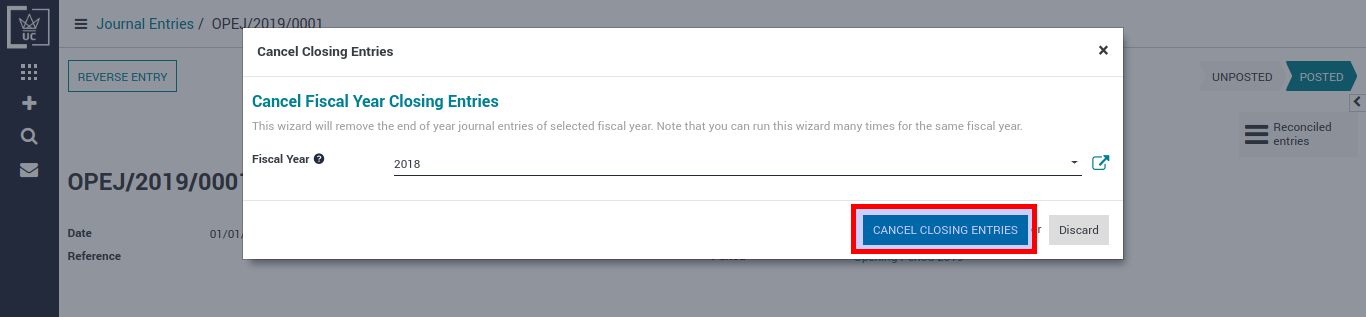 UC
Journal Entries / OPEJ/2019/0001
Cancel Closing Entries ×
REVERSE ENTRY
UNPOSTED POSTED
Cancel Fiscal Year Closing Entries
This wizard will remove the end of year journal entries of selected fiscal year. Note that you can run this wizard many times for the same fiscal year.
Reconciled
entries
Fiscal Year ?
2018
OPEJ/2019/0001
CANCEL CLOSING ENTRIES or Discard
Date 01/01/
Reference